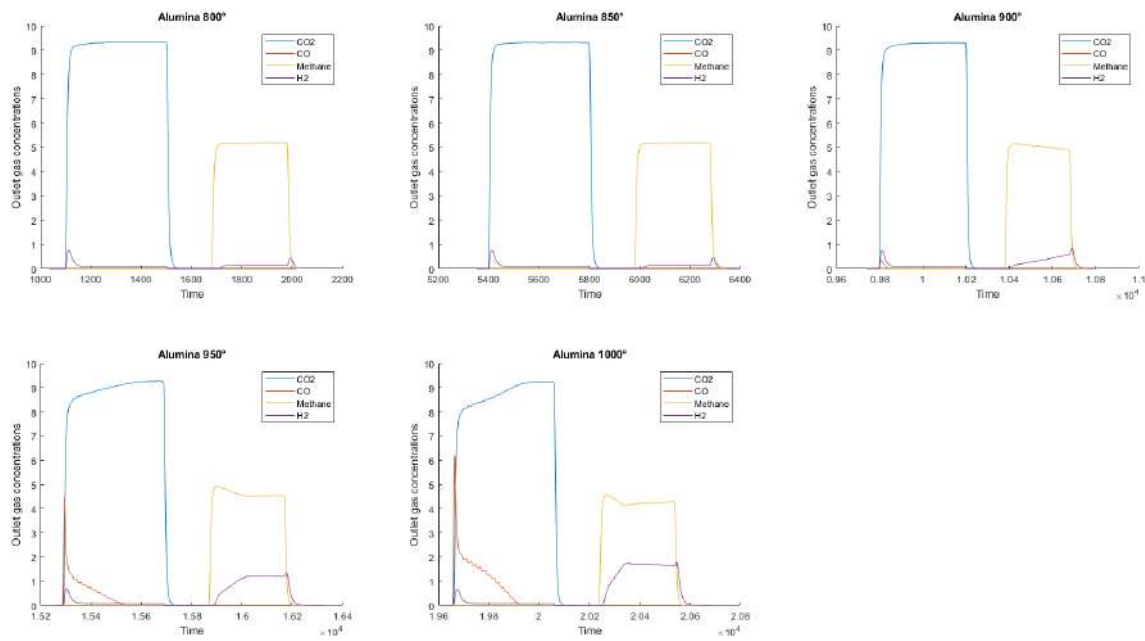 Alumina 800º
10
9
8
7
6
5
4
3
2
1
0
Outlet gas concentrations
CO2
CO
Methane
H2
1000 1200 1400 1600 1800 2000 2200
Time
Alumina 850º
10
9
8
7
6
5
4
3
2
1
0
Outlet gas concentrations
CO2
CO
Methane
H2
5200 5400 5600 5800 6000 6200 6400
Time
Alumina 900º
10
9
8
7
6
5
4
3
2
1
0
Outlet gas concentrations
CO2
CO
Methane
H2
0.96 0.98 1 1.02 1.04 1.06 1.08 1.1
Time
×10⁴
Alumina 950º
10
9
8
7
6
5
4
3
2
1
0
Outlet gas concentrations
CO2
CO
Methane
H2
1.52 1.54 1.56 1.58 1.6 1.62 1.64
Time
×10⁴
Alumina 1000º
10
9
8
7
6
5
4
3
2
1
0
Outlet gas concentrations
CO2
CO
Methane
H2
1.96 1.98 2 2.02 2.04 2.06 2.08
Time
×10⁴